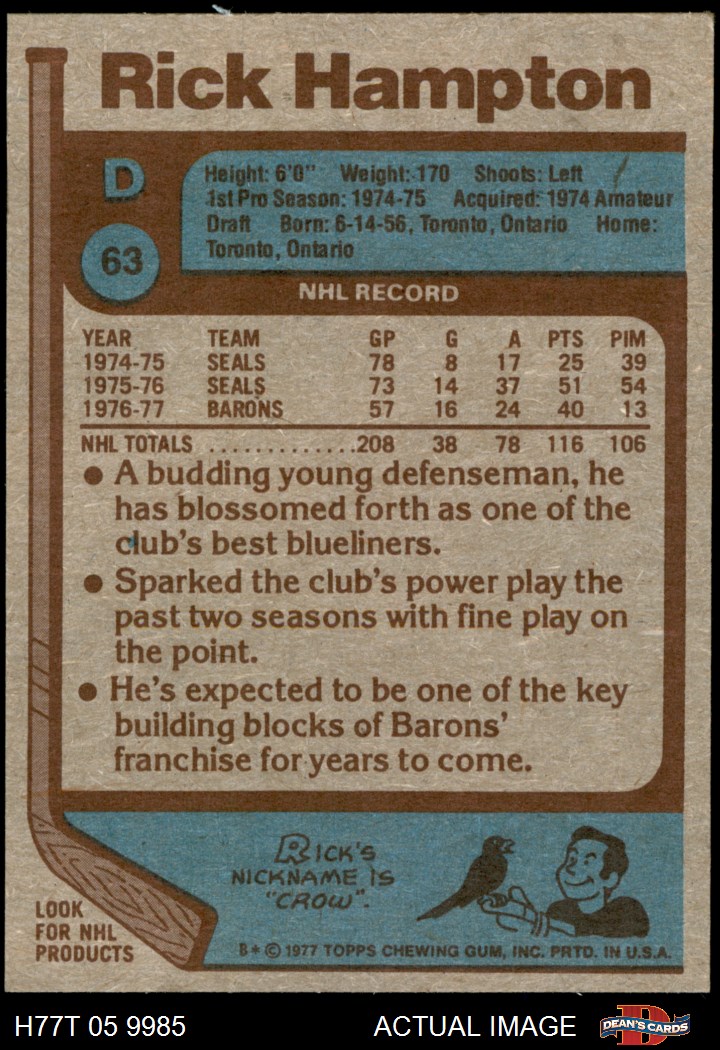 Rick Hampton
D
63
Height: 6'0" Weight: 170 Shoots: Left
1st Pro Season: 1974-75 Acquired: 1974 Amateur
Draft Born: 6-14-56, Toronto, Ontario Home:
Toronto, Ontario
NHL RECORD
YEAR TEAM GP G A PTS PIM
1974-75 SEALS 78 8 17 25 39
1975-76 SEALS 73 14 37 51 54
1976-77 BARONS 57 16 24 40 13
NHL TOTALS .............208 38 78 116 106
● A budding young defenseman, he
has blossomed forth as one of the
club's best blueliners.
● Sparked the club's power play the
past two seasons with fine play on
the point.
● He's expected to be one of the key
building blocks of Barons'
franchise for years to come.
RICK'S
NICKNAME IS
"CROW".
LOOK
FOR NHL
PRODUCTS
B * © 1977 TOPPS CHEWING GUM, INC. PRTD. IN U.S.A.
H77T 05 9985 ACTUAL IMAGE DEAN'S CARDS